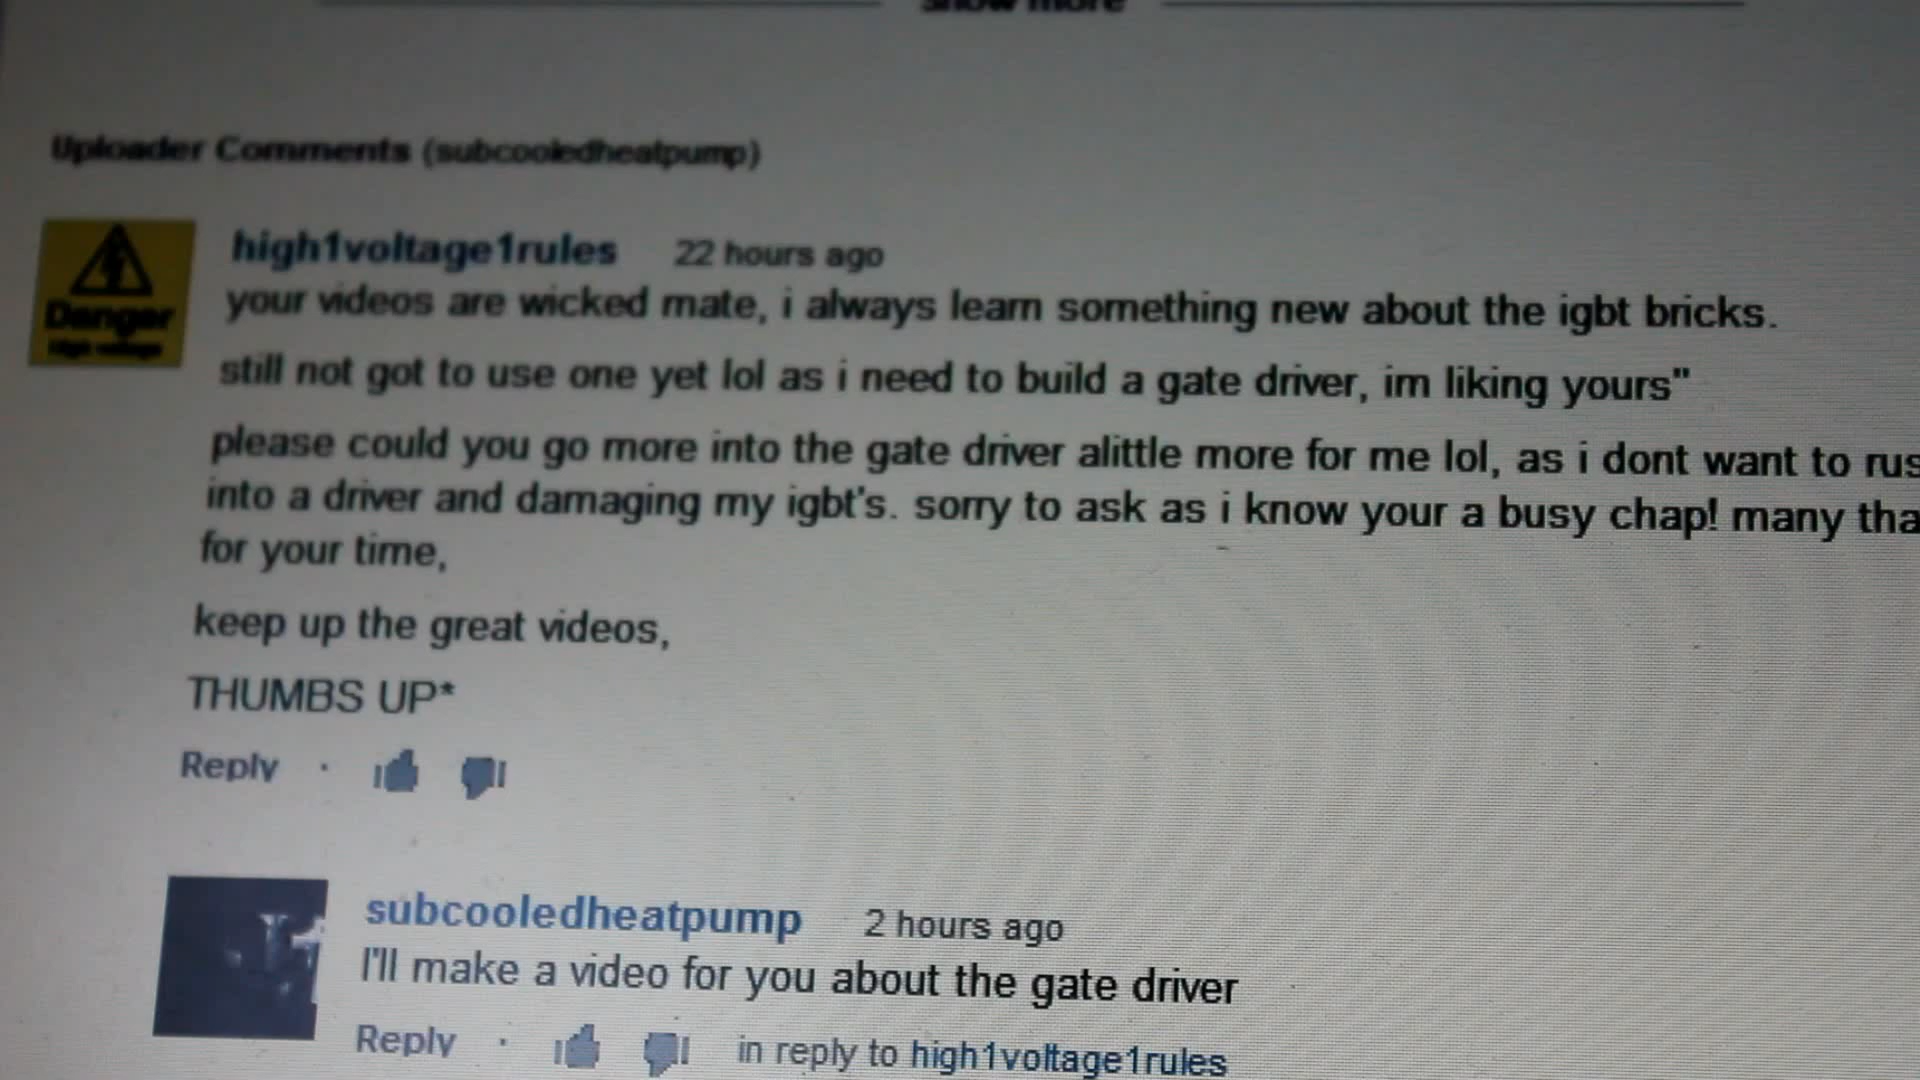 show more
Uploader Comments (subcooledheatpump)
Danger
High voltage
high1voltage1rules 22 hours ago
your videos are wicked mate, i always learn something new about the igbt bricks.
still not got to use one yet lol as i need to build a gate driver, im liking yours"
please could you go more into the gate driver alittle more for me lol, as i dont want to rus
into a driver and damaging my igbt's. sorry to ask as i know your a busy chap! many tha
for your time,
keep up the great videos,
THUMBS UP*
Reply ·
subcooledheatpump 2 hours ago
I'll make a video for you about the gate driver
Reply · in reply to high1voltage1rules